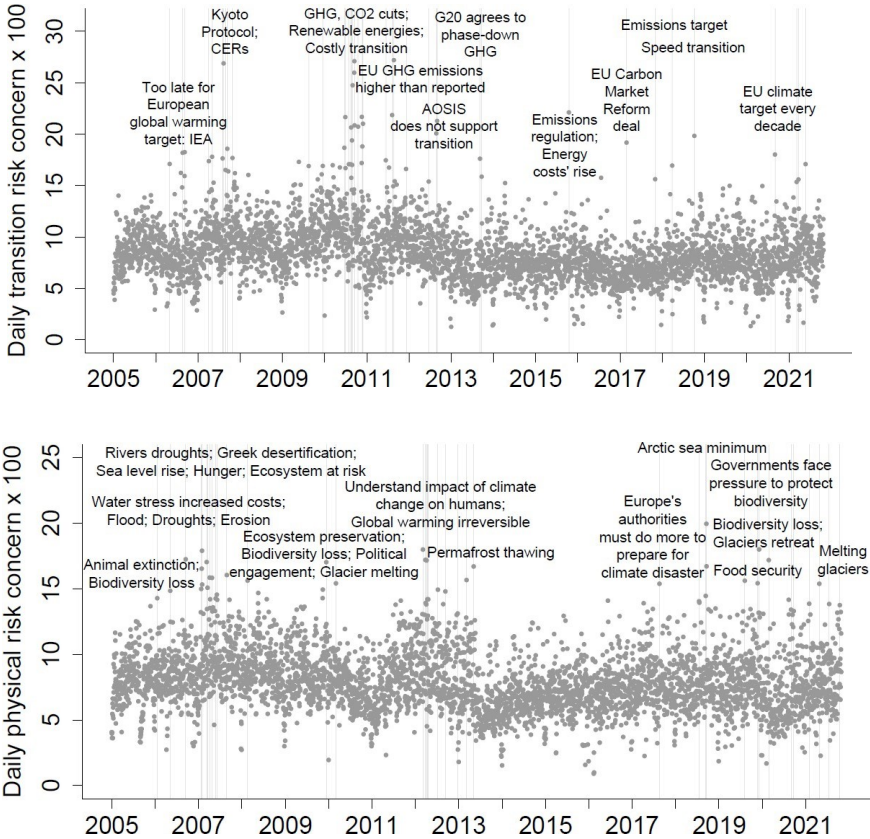 Daily transition risk concern x 100
30
25
20
15
10
5
0
Kyoto
Protocol;
CERs
GHG, CO2 cuts;
Renewable energies;
Costly transition
G20 agrees to
phase-down
GHG
Emissions target
Speed transition
Too late for
European
global warming
target: IEA
EU GHG emissions
higher than reported
AOSIS
does not support
transition
Emissions
regulation;
Energy
costs' rise
EU Carbon
Market
Reform
deal
EU climate
target every
decade
2005 2007 2009 2011 2013 2015 2017 2019 2021
Daily physical risk concern x 100
25
20
15
10
5
0
Rivers droughts; Greek desertification;
Sea level rise; Hunger; Ecosystem at risk
Water stress increased costs;
Flood; Droughts; Erosion
Animal extinction;
Biodiversity loss
Ecosystem preservation;
Biodiversity loss; Political
engagement; Glacier melting
Understand impact of climate
change on humans;
Global warming irreversible
Permafrost thawing
Europe's
authorities
must do more to
prepare for
climate disaster
Arctic sea minimum
Governments face
pressure to protect
biodiversity
Biodiversity loss;
Glaciers retreat
Food security
Melting
glaciers
2005 2007 2009 2011 2013 2015 2017 2019 2021